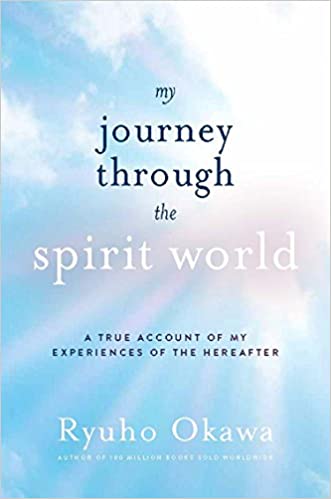 my
journey
through
the
spirit world
A TRUE ACCOUNT OF MY
EXPERIENCES OF THE HEREAFTER
Ryuho Okawa
AUTHOR OF 100 MILLION BOOKS SOLD WORLDWIDE